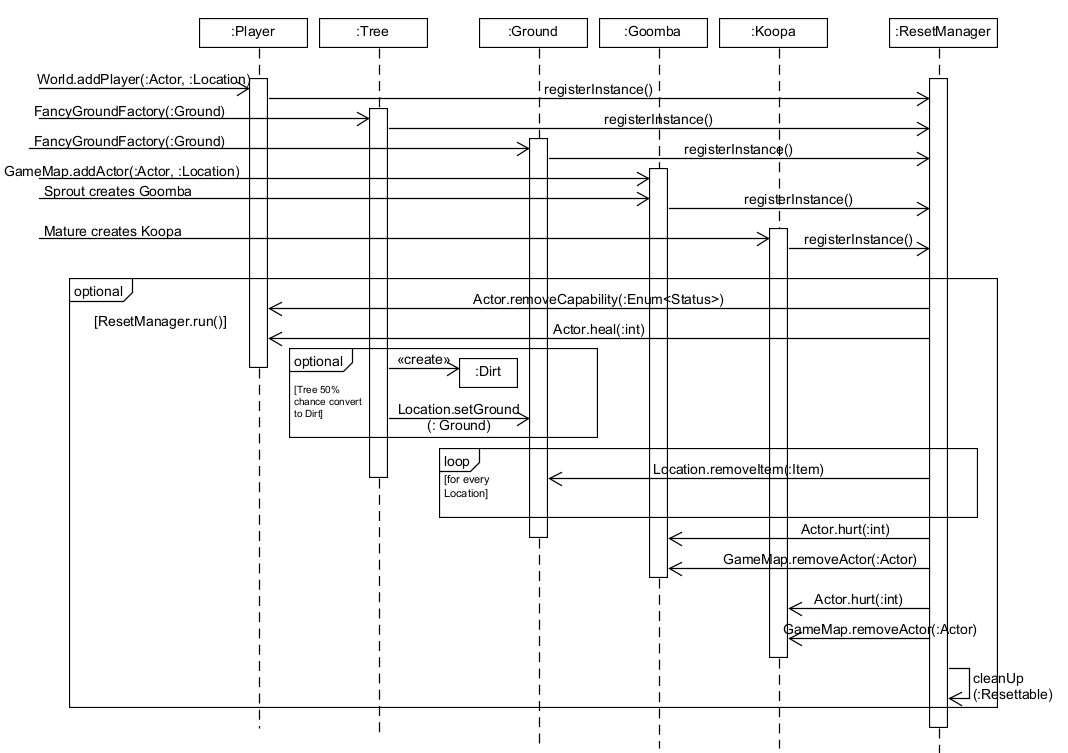 :Player
:Tree
:Ground
:Goomba
:Koopa
:ResetManager
World.addPlayer(:Actor, :Location)
registerInstance()
FancyGroundFactory(:Ground)
registerInstance()
FancyGroundFactory(:Ground)
registerInstance()
GameMap.addActor(:Actor, :Location)
Sprout creates Goomba
registerInstance()
Mature creates Koopa
registerInstance()
optional
[ResetManager.run()]
Actor.removeCapability(:Enum<Status>)
Actor.heal(:int)
optional
[Tree 50%
chance convert
to Dirt]
«create»
:Dirt
Location.setGround
(: Ground)
loop
[for every
Location]
Location.removeItem(:Item)
Actor.hurt(:int)
GameMap.removeActor(:Actor)
Actor.hurt(:int)
GameMap.removeActor(:Actor)
cleanUp
(:Resettable)